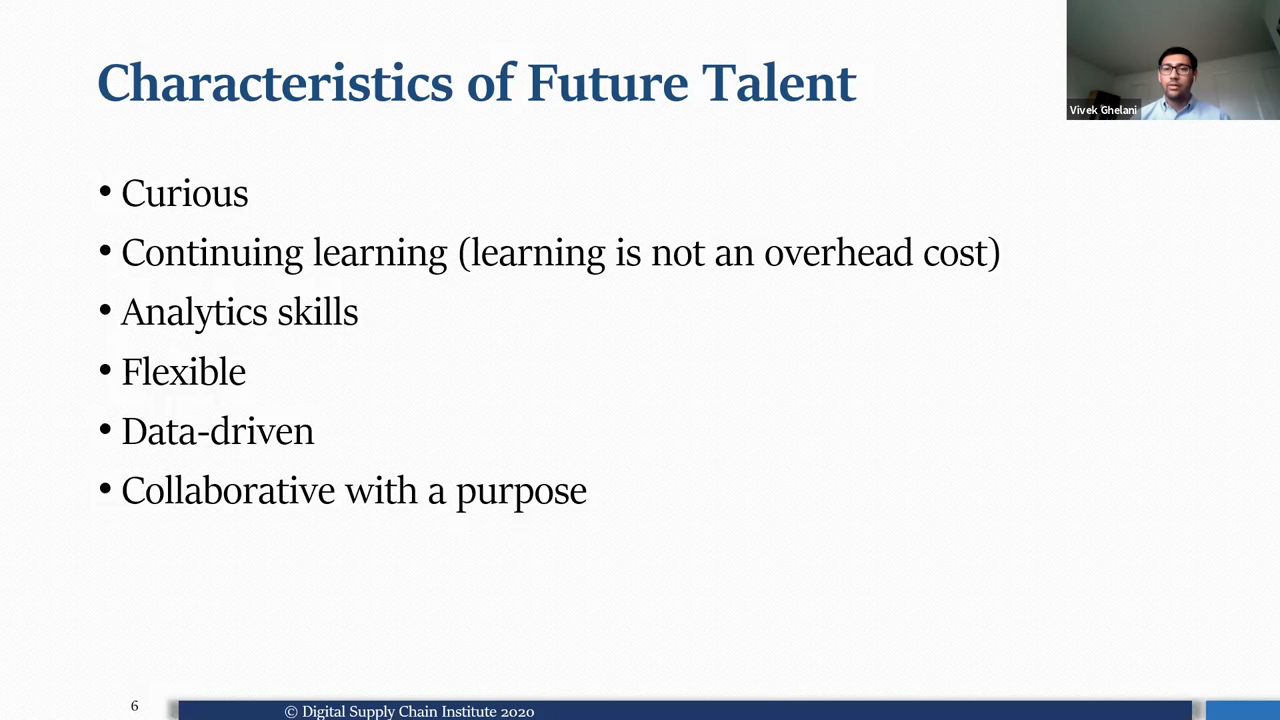 Characteristics of Future Talent
Vivek Ghelani
• Curious
• Continuing learning (learning is not an overhead cost)
• Analytics skills
• Flexible
• Data-driven
• Collaborative with a purpose
6
© Digital Supply Chain Institute 2020